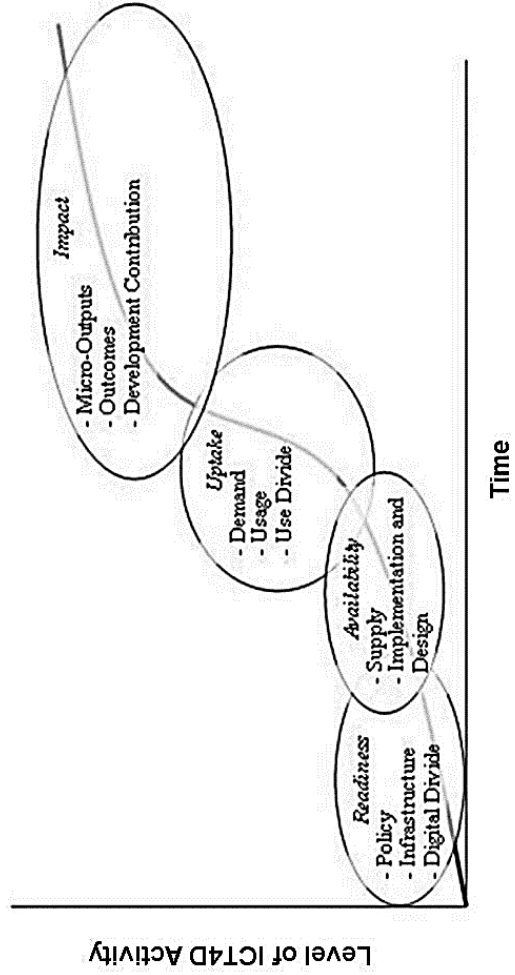 Level of ICT4D Activity
Readiness
- Policy
- Infrastructure
- Digital Divide
Availability
- Supply
- Implementation and
Design
Uptake
- Demand
- Usage
- Use Divide
Impact
- Micro-Outputs
- Outcomes
- Development Contribution
Time